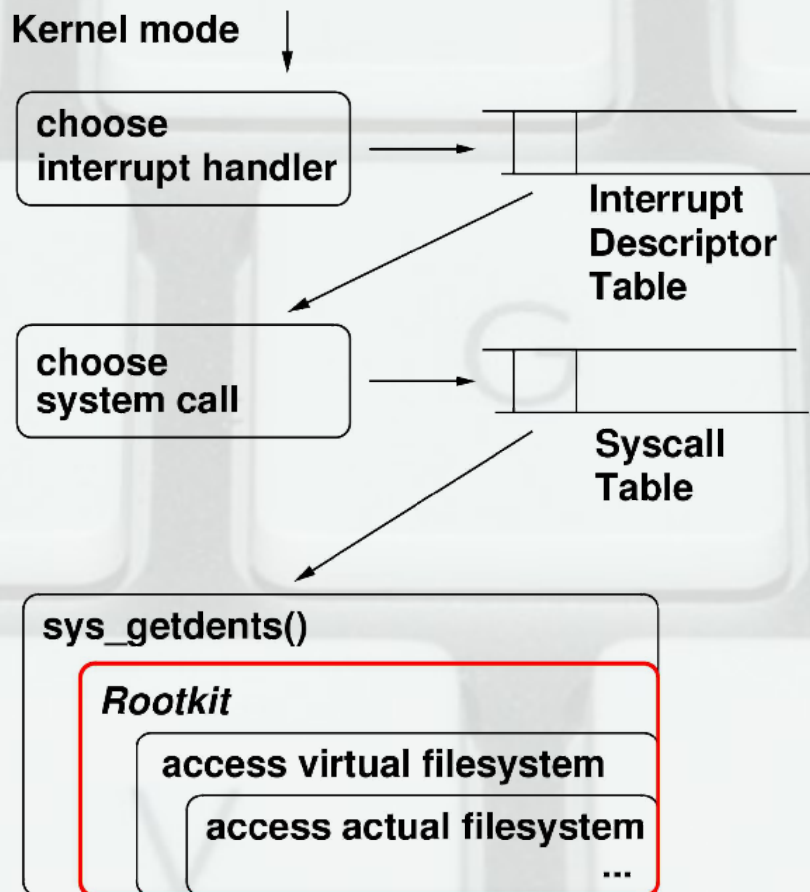 Kernel mode
choose
interrupt handler
Interrupt
Descriptor
Table
choose
system call
Syscall
Table
sys_getdents()
Rootkit
access virtual filesystem
access actual filesystem
...
G
V